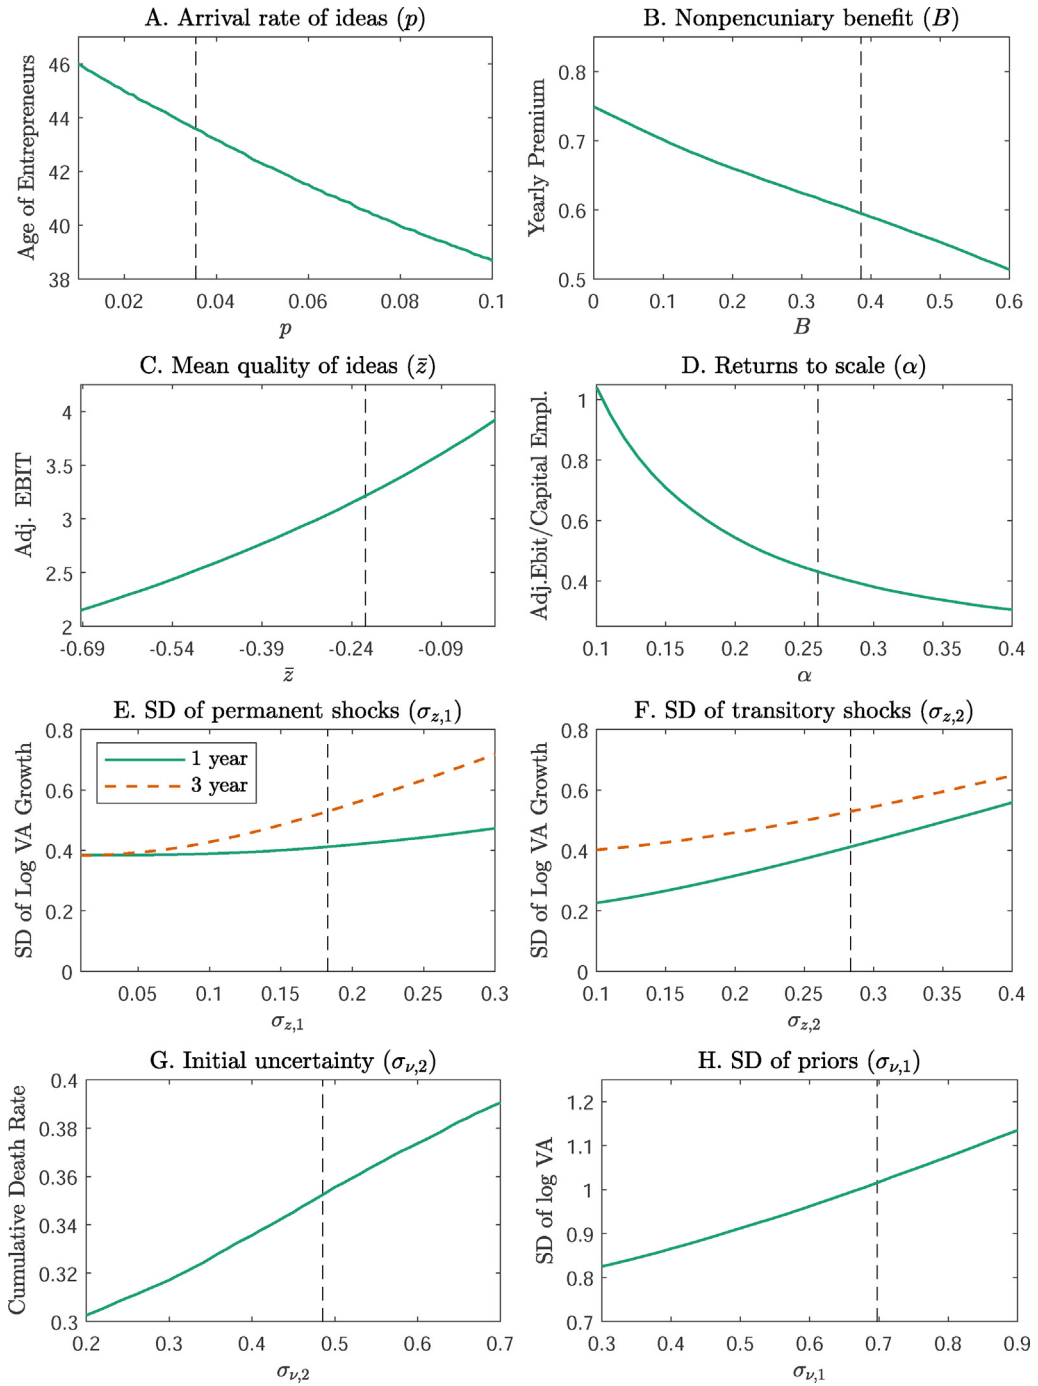 A. Arrival rate of ideas (p)
Age of Entrepreneurs
46
44
42
40
38
0.02 0.04 0.06 0.08 0.1
p
B. Nonpencuniary benefit (B)
Yearly Premium
0.8
0.7
0.6
0.5
0 0.1 0.2 0.3 0.4 0.5 0.6
B
C. Mean quality of ideas (z̄)
Adj. EBIT
4
3.5
3
2.5
2
-0.69 -0.54 -0.39 -0.24 -0.09
z̄
D. Returns to scale (α)
Adj.Ebit/Capital Empl.
1
0.8
0.6
0.4
0.1 0.15 0.2 0.25 0.3 0.35 0.4
α
E. SD of permanent shocks (σz,1)
SD of Log VA Growth
0.8
0.6
0.4
0.2
0
1 year
3 year
0.05 0.1 0.15 0.2 0.25 0.3
σz,1
F. SD of transitory shocks (σz,2)
SD of Log VA Growth
0.8
0.6
0.4
0.2
0
0.1 0.15 0.2 0.25 0.3 0.35 0.4
σz,2
G. Initial uncertainty (σν,2)
Cumulative Death Rate
0.4
0.38
0.36
0.34
0.32
0.3
0.2 0.3 0.4 0.5 0.6 0.7
σν,2
H. SD of priors (σν,1)
SD of log VA
1.2
1.1
1
0.9
0.8
0.7
0.3 0.4 0.5 0.6 0.7 0.8 0.9
σν,1